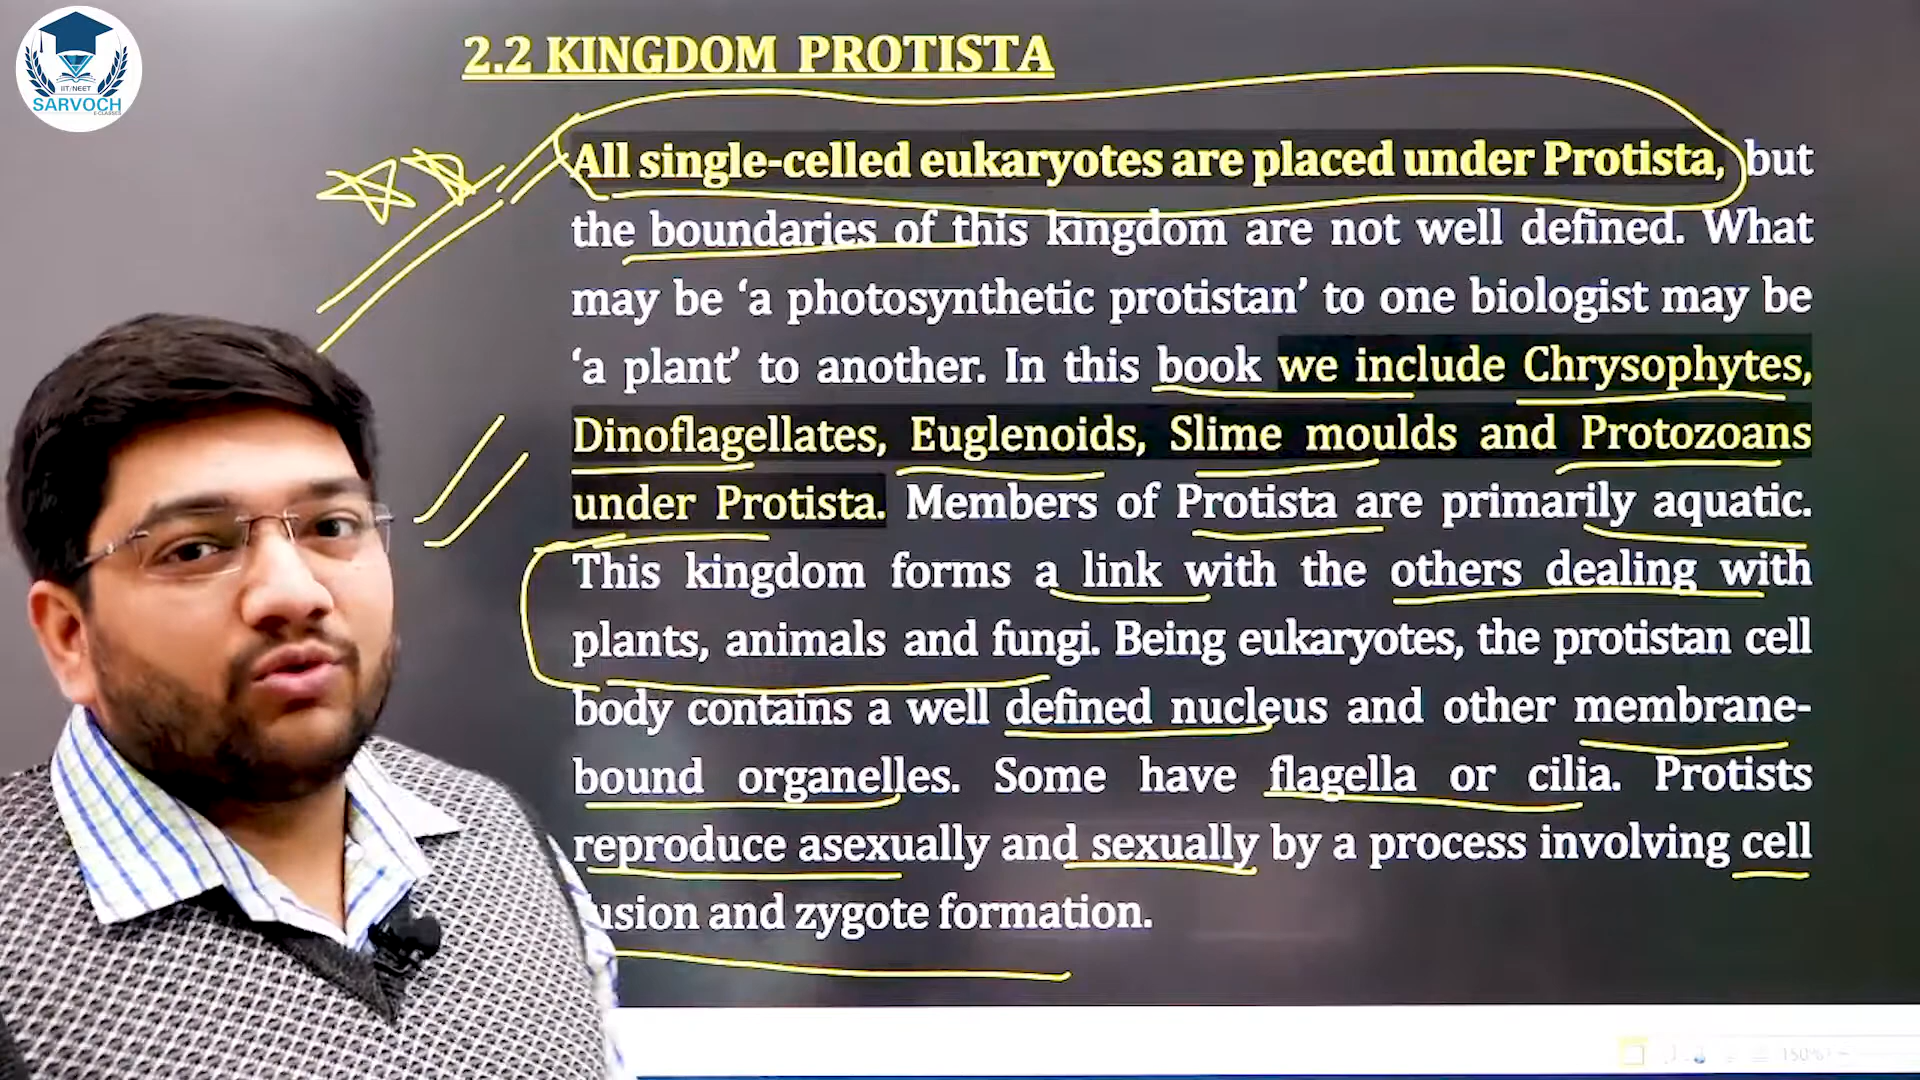 IIT/NEET
SARVOCH
E-CLASSES
2.2 KINGDOM PROTISTA
All single-celled eukaryotes are placed under Protista, but
the boundaries of this kingdom are not well defined. What
may be ‘a photosynthetic protistan’ to one biologist may be
‘a plant’ to another. In this book we include Chrysophytes,
Dinoflagellates, Euglenoids, Slime moulds and Protozoans
under Protista. Members of Protista are primarily aquatic.
This kingdom forms a link with the others dealing with
plants, animals and fungi. Being eukaryotes, the protistan cell
body contains a well defined nucleus and other membrane-
bound organelles. Some have flagella or cilia. Protists
reproduce asexually and sexually by a process involving cell
fusion and zygote formation.
150%